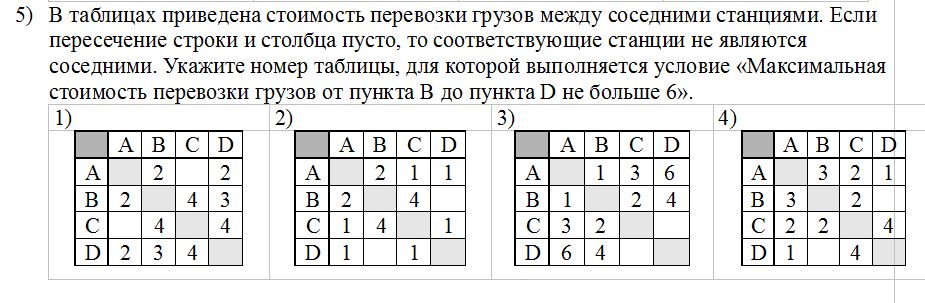 5) В таблицах приведена стоимость перевозки грузов между соседними станциями. Если
пересечение строки и столбца пусто, то соответствующие станции не являются
соседними. Укажите номер таблицы, для которой выполняется условие «Максимальная
стоимость перевозки грузов от пункта В до пункта D не больше 6».
1) 2) 3) 4)
A B C D A B C D A B C D A B C D
A 2 2 A 2 1 1 A 1 3 6 A 3 2 1
B 2 4 3 B 2 4 B 1 2 4 B 3 2
C 4 4 C 1 4 1 C 3 2 C 2 2 4
D 2 3 4 D 1 1 D 6 4 D 1 4